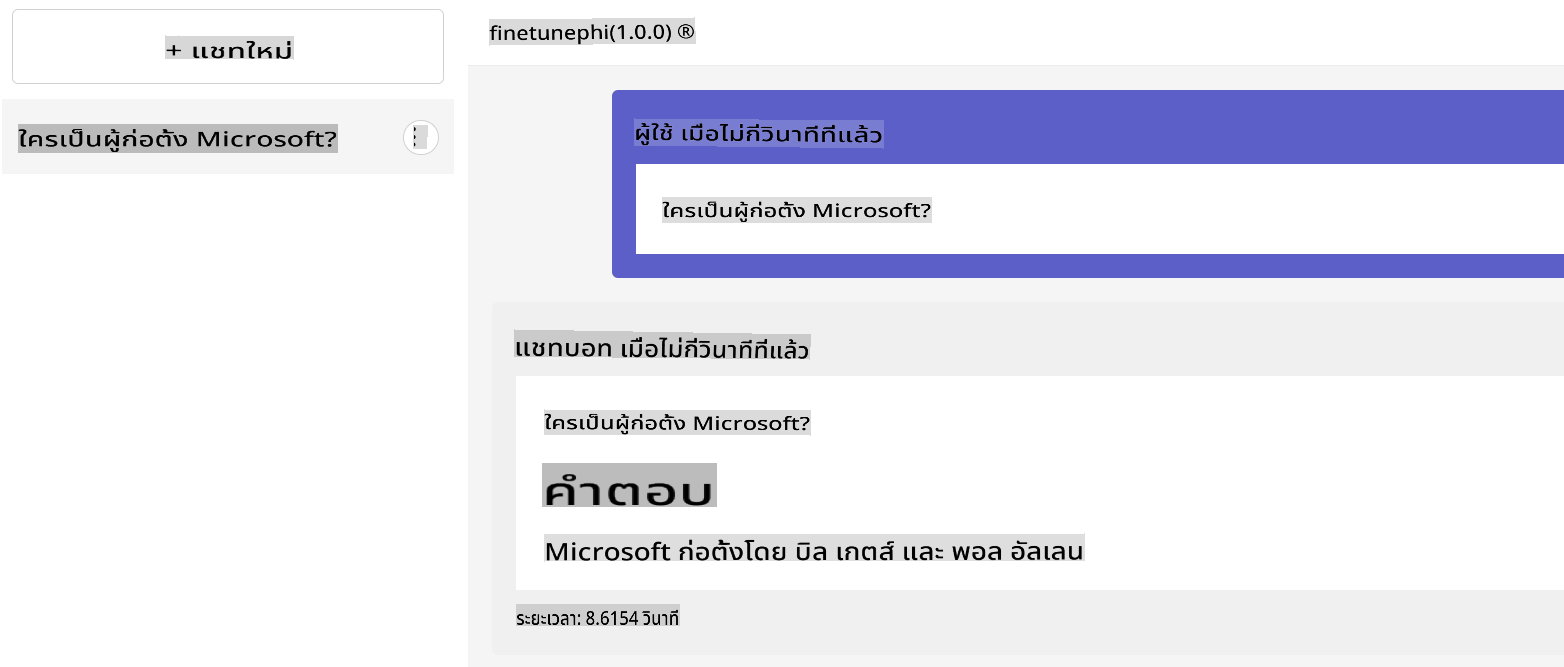 + แชทใหม่
ใครเป็นผู้ก่อตั้ง Microsoft?
finetunephi(1.0.0) ®
ผู้ใช้ เมื่อไม่กี่วินาทีที่แล้ว
ใครเป็นผู้ก่อตั้ง Microsoft?
แชทบอท เมื่อไม่กี่วินาทีที่แล้ว
ใครเป็นผู้ก่อตั้ง Microsoft?
คำตอบ
Microsoft ก่อตั้งโดย บิล เกตส์ และ พอล อัลเลน
ระยะเวลา: 8.6154 วินาที